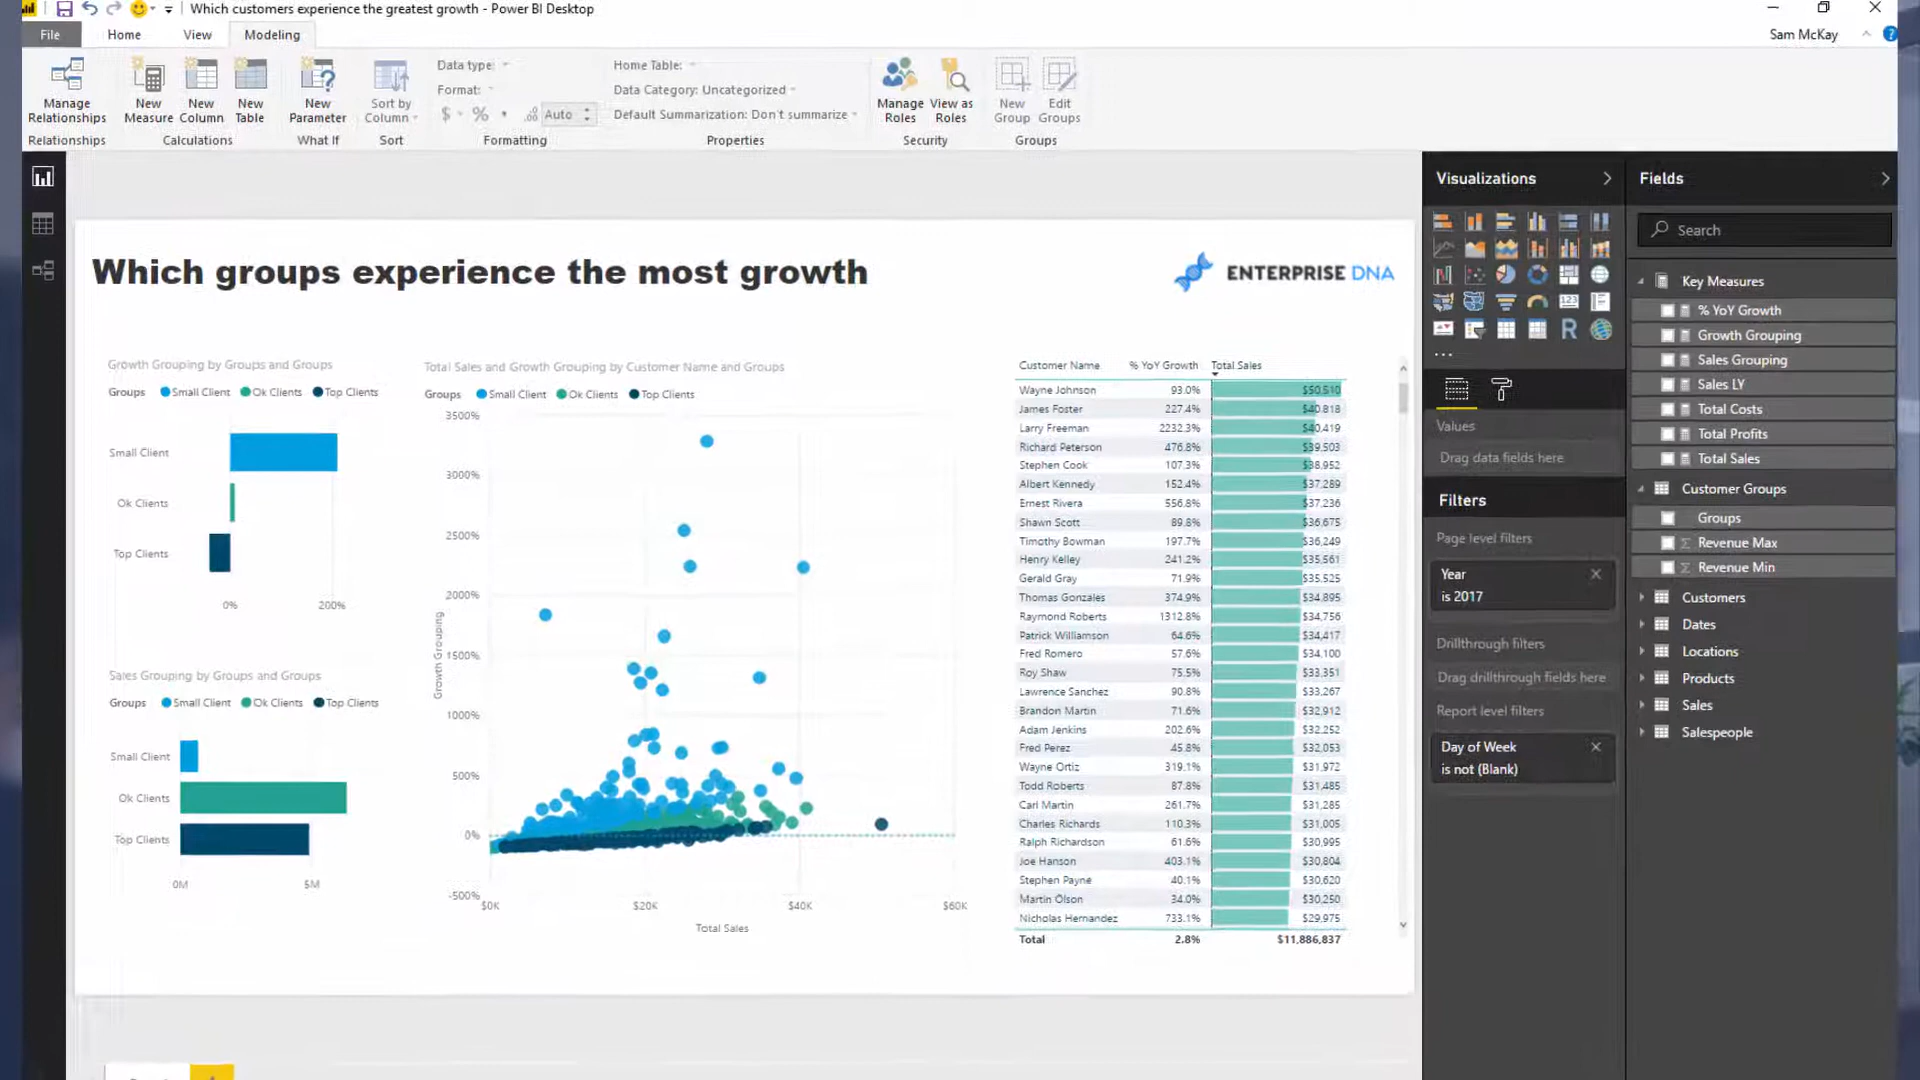 Which customers experience the greatest growth - Power BI Desktop
File Home View Modeling
Sam McKay
?
Manage Relationships
New Measure
New Column
New Table
New Parameter
Sort by Column
Data type:
Format:
$ % , Auto
Home Table:
Data Category: Uncategorized
Default Summarization: Don't summarize
Manage Roles
View as Roles
New Group
Edit Groups
Relationships Calculations What If Sort Formatting Properties Security Groups
Which groups experience the most growth
ENTERPRISE DNA
Growth Grouping by Groups and Groups
Groups Small Client Ok Clients Top Clients
Small Client
Ok Clients
Top Clients
0% 200%
Sales Grouping by Groups and Groups
Groups Small Client Ok Clients Top Clients
Small Client
Ok Clients
Top Clients
0M $5M
Total Sales and Growth Grouping by Customer Name and Groups
Groups Small Client Ok Clients Top Clients
Growth Grouping
3500%
3000%
2500%
2000%
1500%
1000%
500%
0%
-500%
$0K $20K $40K $60K
Total Sales
Customer Name % YoY Growth Total Sales
Wayne Johnson 93.0% $50,510
James Foster 227.4% $40,818
Larry Freeman 2232.3% $40,419
Richard Peterson 476.8% $39,503
Stephen Cook 107.3% $38,952
Albert Kennedy 152.4% $37,289
Ernest Rivera 556.8% $37,236
Shawn Scott 89.8% $36,675
Timothy Bowman 197.7% $36,249
Henry Kelley 241.2% $35,561
Gerald Gray 71.9% $35,525
Thomas Gonzales 374.9% $34,895
Raymond Roberts 1312.8% $34,756
Patrick Williamson 64.6% $34,417
Fred Romero 57.6% $34,100
Roy Shaw 75.5% $33,351
Lawrence Sanchez 90.8% $33,267
Brandon Martin 71.6% $32,912
Adam Jenkins 202.6% $32,252
Fred Perez 45.8% $32,053
Wayne Ortiz 319.1% $31,972
Todd Roberts 87.8% $31,485
Carl Martin 261.7% $31,285
Charles Richards 110.3% $31,005
Ralph Richardson 61.6% $30,995
Joe Hanson 403.1% $30,804
Stephen Payne 40.1% $30,620
Martin Olson 34.0% $30,250
Nicholas Hernandez 733.1% $29,975
Total 2.8% $11,886,837
Visualizations
123
R
...
Values
Drag data fields here
Filters
Page level filters
Year
is 2017
Drillthrough filters
Drag drillthrough fields here
Report level filters
Day of Week
is not (Blank)
Fields
Search
Key Measures
% YoY Growth
Growth Grouping
Sales Grouping
Sales LY
Total Costs
Total Profits
Total Sales
Customer Groups
Groups
Σ Revenue Max
Σ Revenue Min
Customers
Dates
Locations
Products
Sales
Salespeople